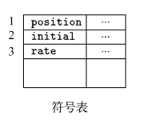 1 position ...
2 initial ...
3 rate ...
符号表